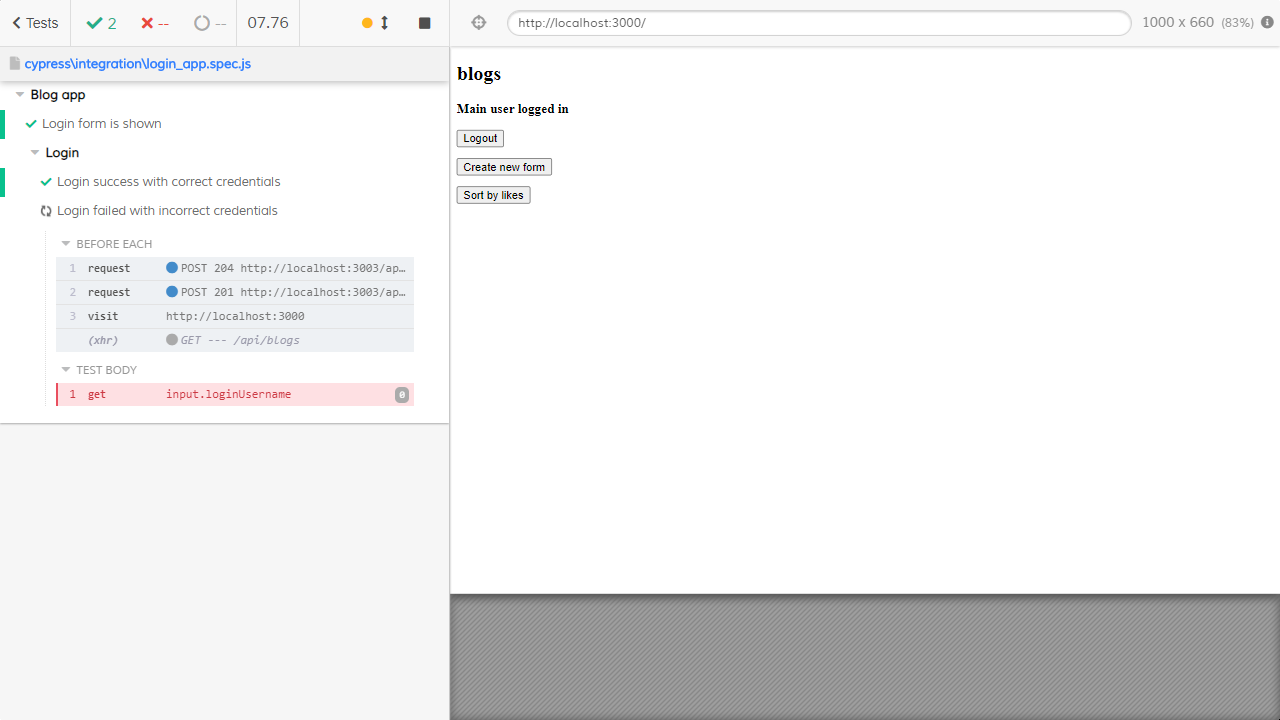 Tests 2 -- -- 07.76
cypress\integration\login_app.spec.js
Blog app
Login form is shown
Login
Login success with correct credentials
Login failed with incorrect credentials
BEFORE EACH
1 request POST 204 http://localhost:3003/ap…
2 request POST 201 http://localhost:3003/ap…
3 visit http://localhost:3000
(xhr) GET --- /api/blogs
TEST BODY
1 get input.loginUsername 0
http://localhost:3000/ 1000 x 660 (83%)
blogs
Main user logged in
Logout
Create new form
Sort by likes